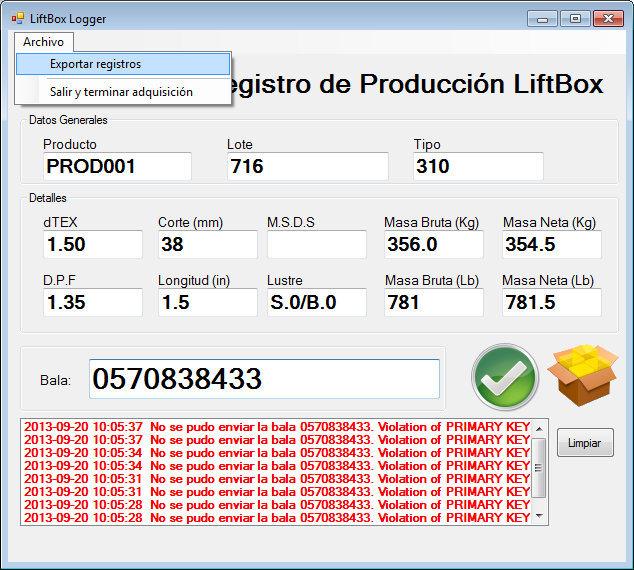 LiftBox Logger
Archivo
Exportar registros
Salir y terminar adquisición
egistro de Producción LiftBox
Datos Generales
Producto Lote Tipo
PROD001 716 310
Detalles
dTEX Corte (mm) M.S.D.S Masa Bruta (Kg) Masa Neta (Kg)
1.50 38 356.0 354.5
D.P.F Longitud (in) Lustre Masa Bruta (Lb) Masa Neta (Lb)
1.35 1.5 S.0/B.0 781 781.5
Bala: 0570838433
2013-09-20 10:05:37 No se pudo enviar la bala 0570838433. Violation of PRIMARY KEY
2013-09-20 10:05:37 No se pudo enviar la bala 0570838433. Violation of PRIMARY KEY
2013-09-20 10:05:34 No se pudo enviar la bala 0570838433. Violation of PRIMARY KEY
2013-09-20 10:05:34 No se pudo enviar la bala 0570838433. Violation of PRIMARY KEY
2013-09-20 10:05:31 No se pudo enviar la bala 0570838433. Violation of PRIMARY KEY
2013-09-20 10:05:31 No se pudo enviar la bala 0570838433. Violation of PRIMARY KEY
2013-09-20 10:05:28 No se pudo enviar la bala 0570838433. Violation of PRIMARY KEY
2013-09-20 10:05:28 No se pudo enviar la bala 0570838433. Violation of PRIMARY KEY
Limpiar